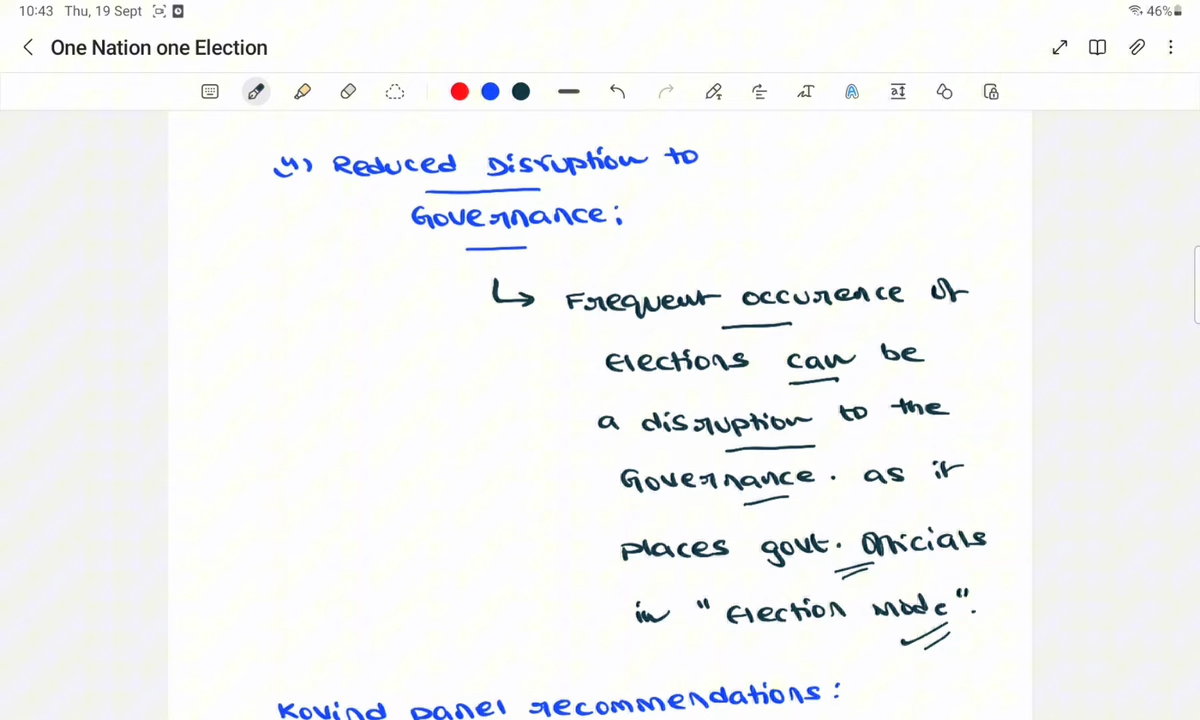 10:43 Thu, 19 Sept
46%
One Nation one Election
4) Reduced Disruption to
Governance:
↳ Frequent occurence of
Elections can be
a disruption to the
Governance. as it
places govt. Officials
in "Election Mode".
Kovind panel recommendations: